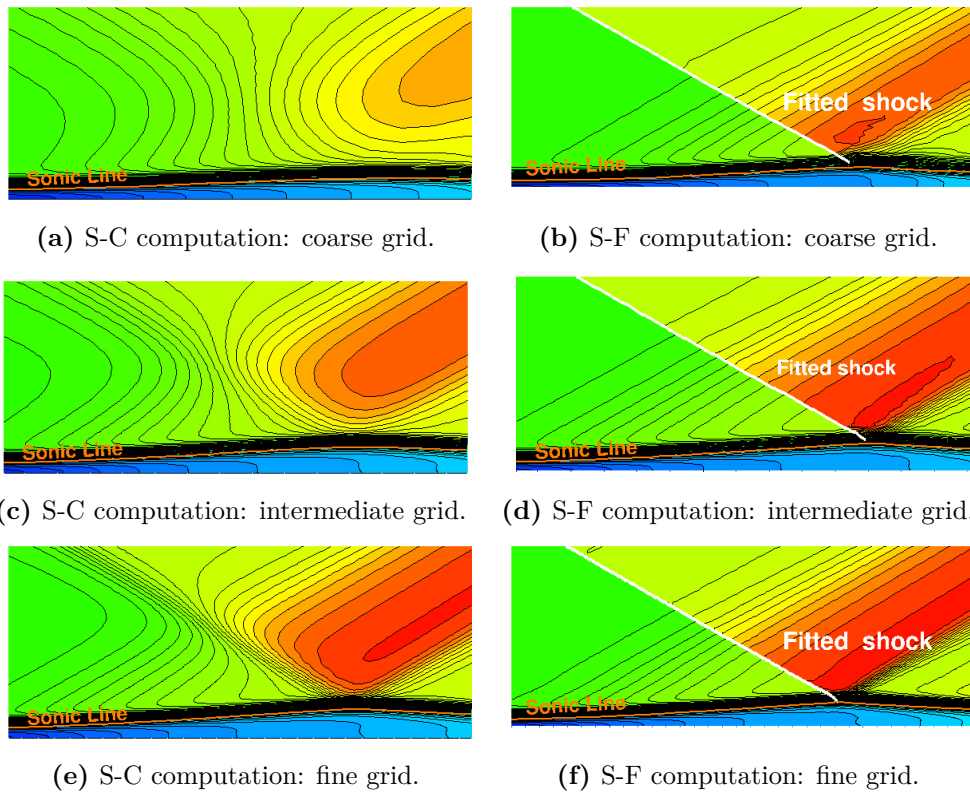 Sonic Line
Fitted shock
Sonic Line
(a) S-C computation: coarse grid.
(b) S-F computation: coarse grid.
Sonic Line
Fitted shock
Sonic Line
(c) S-C computation: intermediate grid.
(d) S-F computation: intermediate grid.
Sonic Line
Fitted shock
Sonic Line
(e) S-C computation: fine grid.
(f) S-F computation: fine grid.